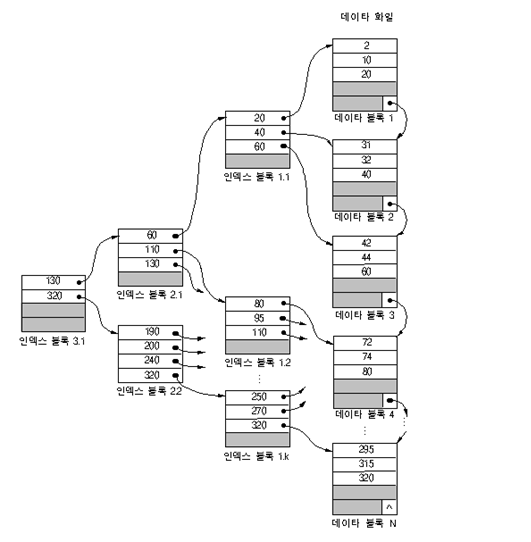 데이타 화일
2
10
20
데이타 블록 1
20
40
60
인덱스 블록 1.1
31
32
40
데이타 블록 2
60
110
130
인덱스 블록 2.1
42
44
60
데이타 블록 3
130
320
인덱스 블록 3.1
80
95
110
인덱스 블록 1.2
190
200
240
320
인덱스 블록 2.2
72
74
80
데이타 블록 4
250
270
320
인덱스 블록 1.k
295
315
320
^
데이타 블록 N